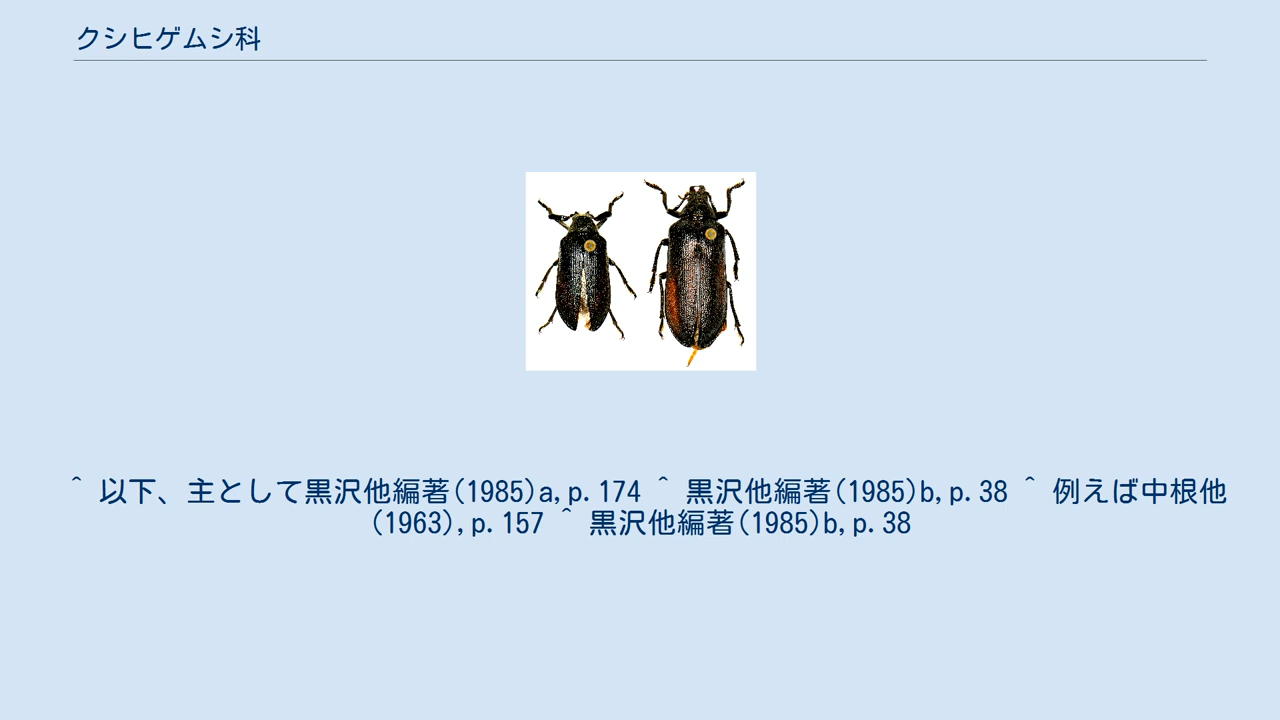 クシヒゲムシ科
^ 以下、主として黒沢他編著(1985)a,p.174 ^ 黒沢他編著(1985)b,p.38 ^ 例えば中根他
(1963),p.157 ^ 黒沢他編著(1985)b,p.38